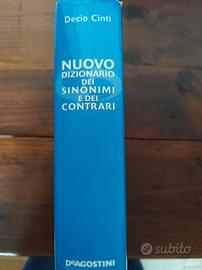 Decio Cinti
NUOVO
DIZIONARIO
DEI
SINONIMI
E DEI
CONTRARI
DEAGOSTINI
subito